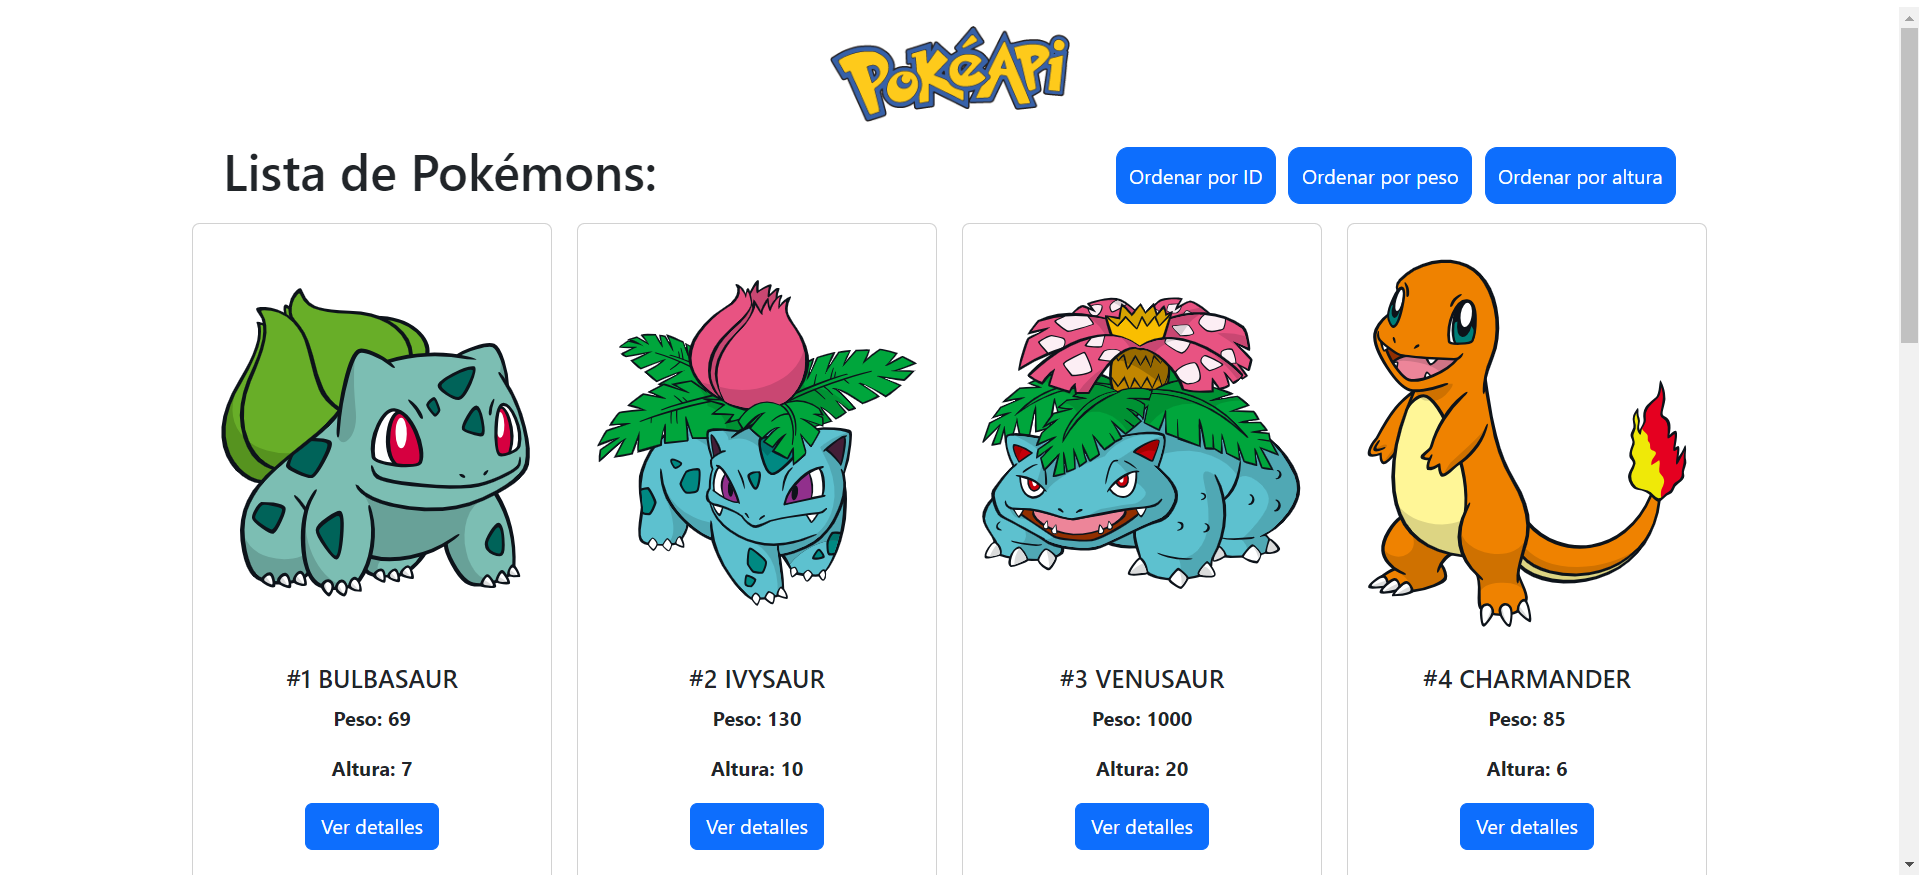 PokéApi
Lista de Pokémons:
Ordenar por ID
Ordenar por peso
Ordenar por altura
#1 BULBASAUR
Peso: 69
Altura: 7
Ver detalles
#2 IVYSAUR
Peso: 130
Altura: 10
Ver detalles
#3 VENUSAUR
Peso: 1000
Altura: 20
Ver detalles
#4 CHARMANDER
Peso: 85
Altura: 6
Ver detalles